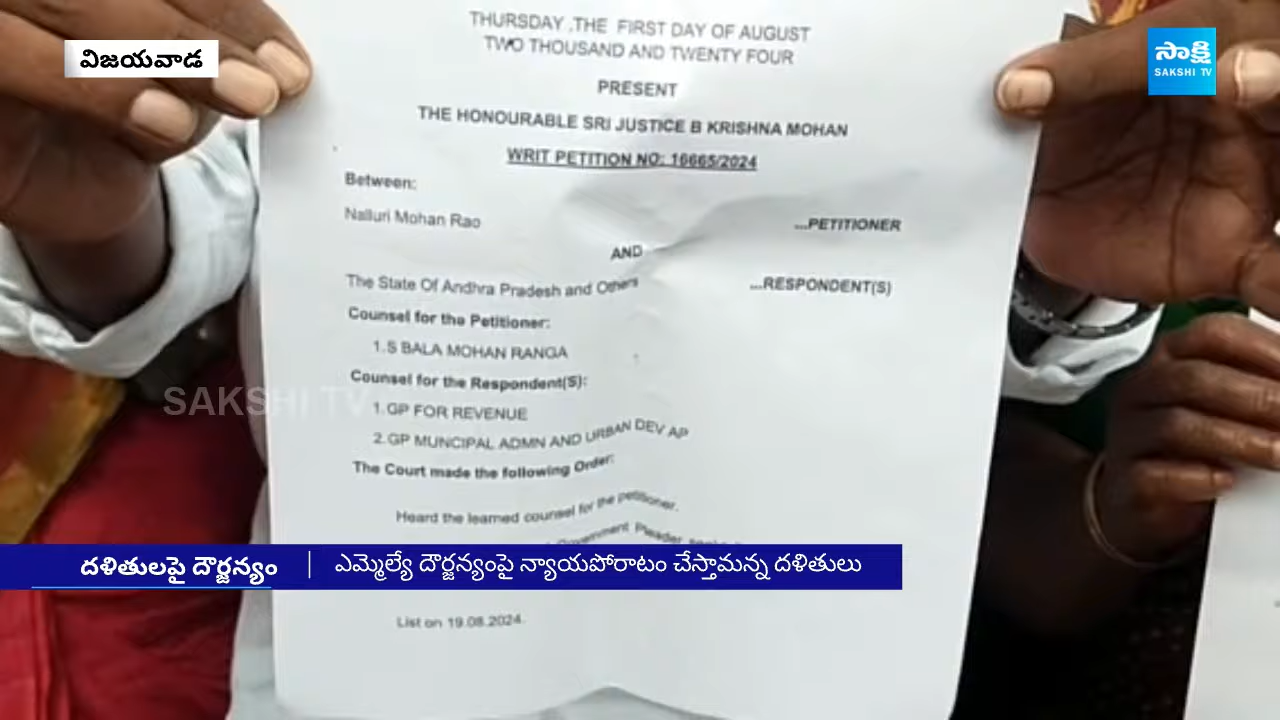 విజయవాడ
సాక్షి
SAKSHI TV
THURSDAY ,THE FIRST DAY OF AUGUST
TWO THOUSAND AND TWENTY FOUR
PRESENT
THE HONOURABLE SRI JUSTICE B KRISHNA MOHAN
WRIT PETITION NO: 16665/2024
Between:
Nalluri Mohan Rao
...PETITIONER
AND
The State Of Andhra Pradesh and Others
...RESPONDENT(S)
Counsel for the Petitioner:
1.S BALA MOHAN RANGA
Counsel for the Respondent(S):
SAKSHI TV
1.GP FOR REVENUE
2.GP MUNCIPAL ADMN AND URBAN DEV AP
The Court made the following Order:
Heard the learned counsel for the petitioner.
Government Pleader
దళితులపై దౌర్జన్యం | ఎమ్మెల్యే దౌర్జన్యంపై న్యాయపోరాటం చేస్తామన్న దళితులు
List on 19.08.2024.